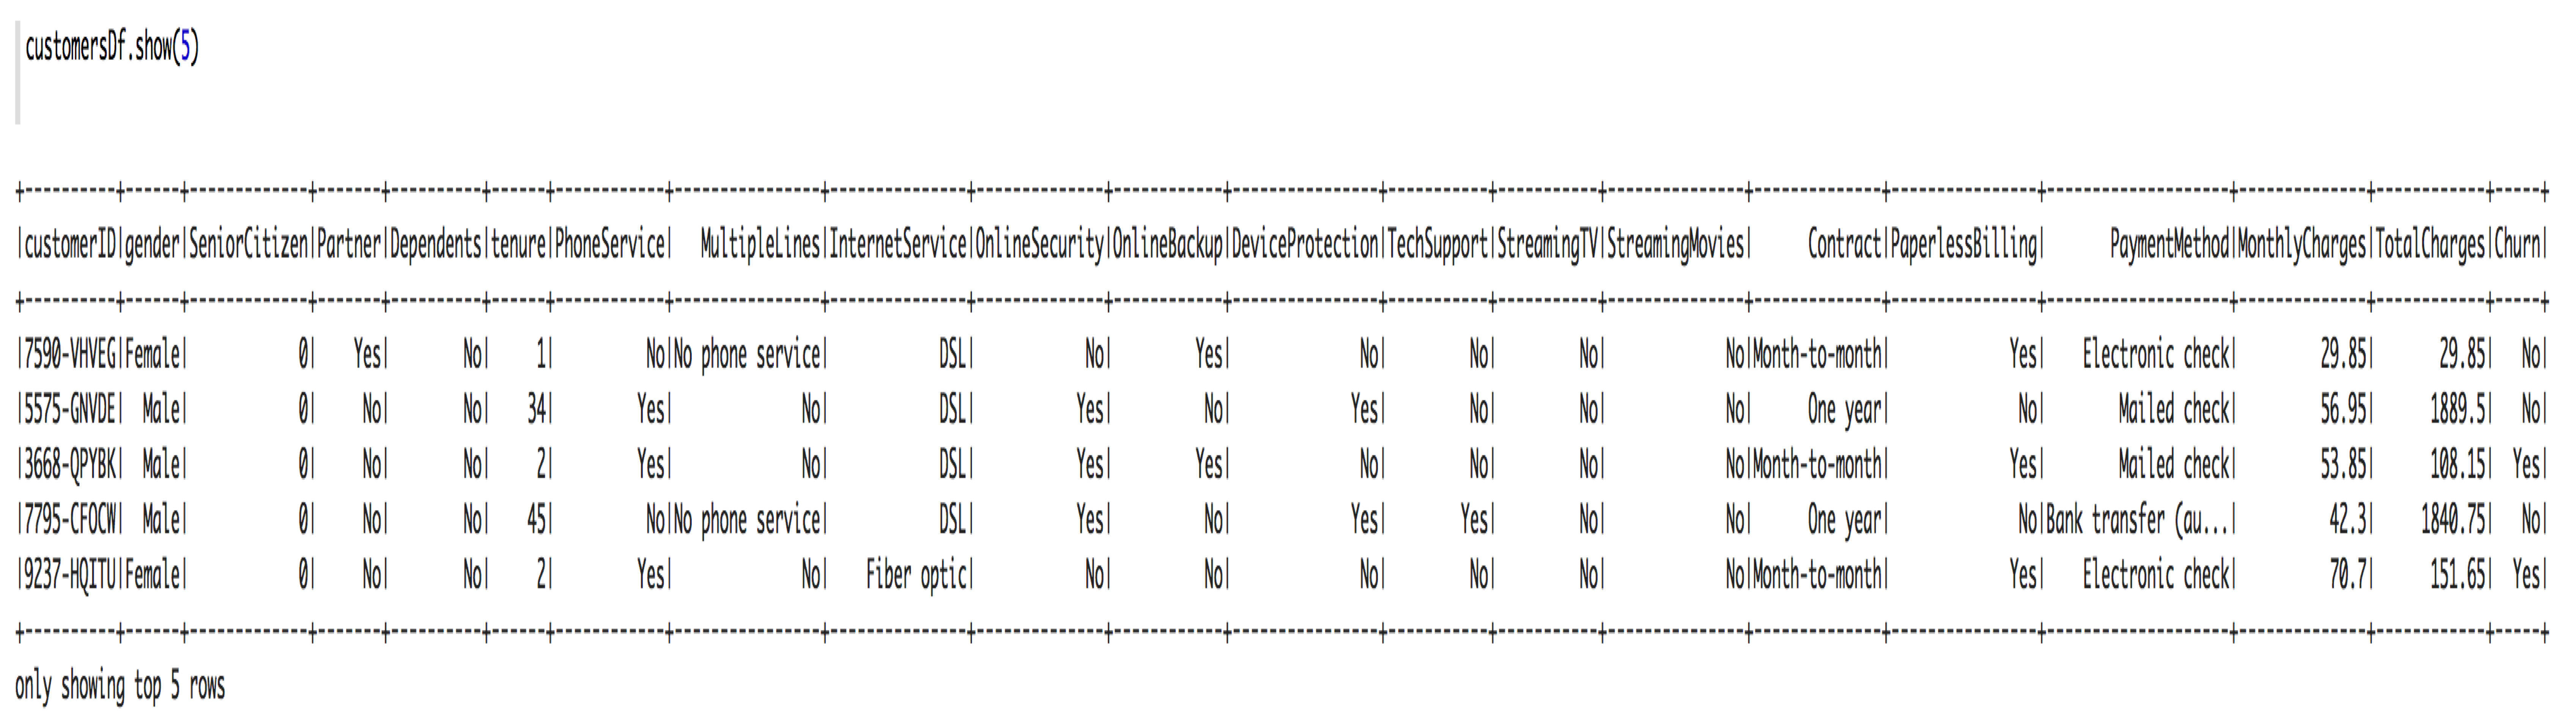 customersDf.show(5)
+----------+------+-------------+-------+----------+------+------------+----------------+---------------+--------------+------------+----------------+-----------+-----------+---------------+--------------+----------------+--------------------+--------------+------------+-----+
|customerID|gender|SeniorCitizen|Partner|Dependents|tenure|PhoneService|   MultipleLines|InternetService|OnlineSecurity|OnlineBackup|DeviceProtection|TechSupport|StreamingTV|StreamingMovies|      Contract|PaperlessBilling|       PaymentMethod|MonthlyCharges|TotalCharges|Churn|
+----------+------+-------------+-------+----------+------+------------+----------------+---------------+--------------+------------+----------------+-----------+-----------+---------------+--------------+----------------+--------------------+--------------+------------+-----+
|7590-VHVEG|Female|            0|    Yes|        No|     1|          No|No phone service|            DSL|            No|         Yes|              No|         No|         No|             No|Month-to-month|             Yes|    Electronic check|         29.85|       29.85|   No|
|5575-GNVDE|  Male|            0|     No|        No|    34|         Yes|              No|            DSL|           Yes|          No|             Yes|         No|         No|             No|      One year|              No|        Mailed check|         56.95|      1889.5|   No|
|3668-QPYBK|  Male|            0|     No|        No|     2|         Yes|              No|            DSL|           Yes|         Yes|              No|         No|         No|             No|Month-to-month|             Yes|        Mailed check|         53.85|      108.15|  Yes|
|7795-CFOCW|  Male|            0|     No|        No|    45|          No|No phone service|            DSL|           Yes|          No|             Yes|        Yes|         No|             No|      One year|              No|Bank transfer (au...|          42.3|     1840.75|   No|
|9237-HQITU|Female|            0|     No|        No|     2|         Yes|              No|    Fiber optic|            No|          No|              No|         No|         No|             No|Month-to-month|             Yes|    Electronic check|          70.7|      151.65|  Yes|
+----------+------+-------------+-------+----------+------+------------+----------------+---------------+--------------+------------+----------------+-----------+-----------+---------------+--------------+----------------+--------------------+--------------+------------+-----+
only showing top 5 rows